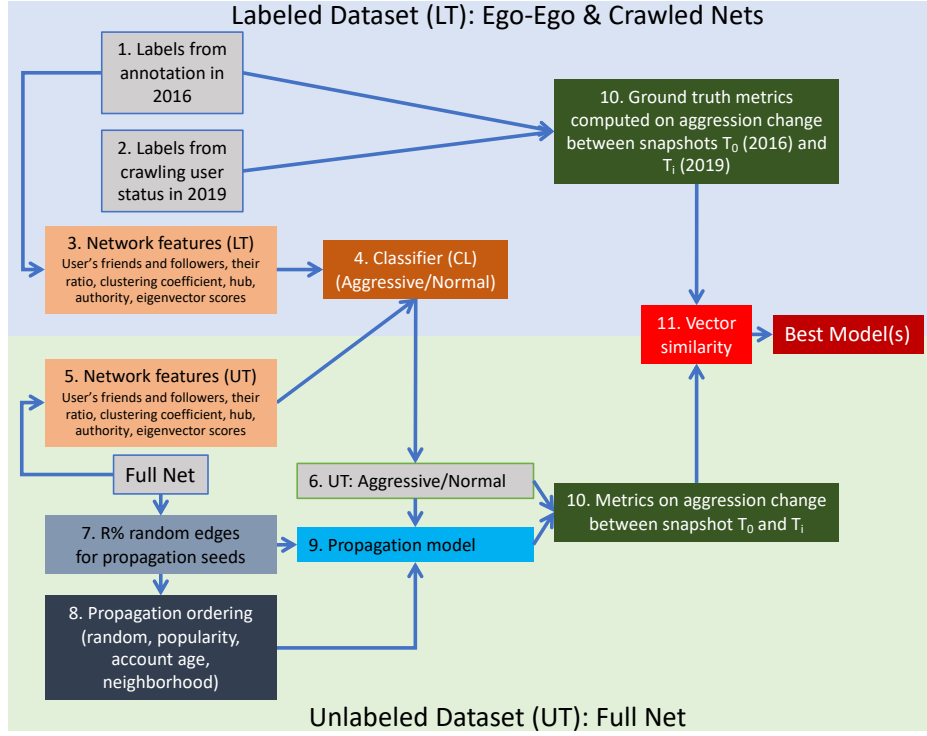 Labeled Dataset (LT): Ego-Ego & Crawled Nets
1. Labels from
annotation in
2016
2. Labels from
crawling user
status in 2019
10. Ground truth metrics
computed on aggression change
between snapshots T₀ (2016) and
Tᵢ (2019)
3. Network features (LT)
User's friends and followers, their
ratio, clustering coefficient, hub,
authority, eigenvector scores
4. Classifier (CL)
(Aggressive/Normal)
11. Vector
similarity
Best Model(s)
5. Network features (UT)
User's friends and followers, their
ratio, clustering coefficient, hub,
authority, eigenvector scores
Full Net
6. UT: Aggressive/Normal
10. Metrics on aggression change
between snapshot T₀ and Tᵢ
7. R% random edges
for propagation seeds
9. Propagation model
8. Propagation ordering
(random, popularity,
account age,
neighborhood)
Unlabeled Dataset (UT): Full Net